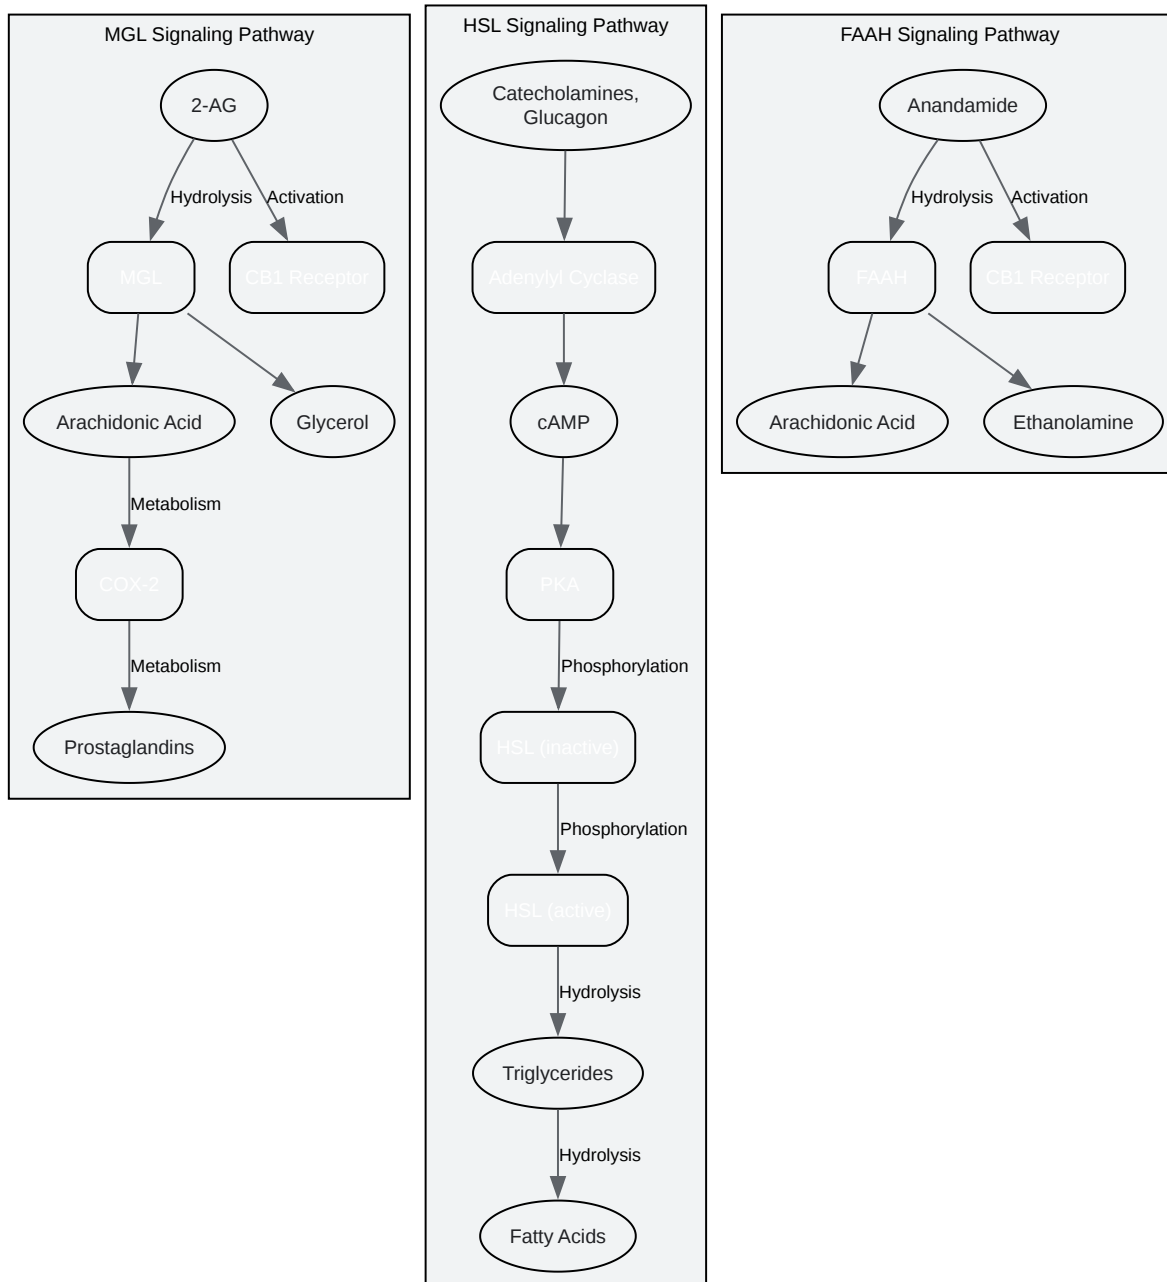 MGL Signaling Pathway
2-AG
Hydrolysis
Activation
MGL
CB1 Receptor
Arachidonic Acid
Glycerol
Metabolism
COX-2
Metabolism
Prostaglandins
HSL Signaling Pathway
Catecholamines,
Glucagon
Adenylyl Cyclase
cAMP
PKA
Phosphorylation
HSL (inactive)
Phosphorylation
HSL (active)
Hydrolysis
Triglycerides
Hydrolysis
Fatty Acids
FAAH Signaling Pathway
Anandamide
Hydrolysis
Activation
FAAH
CB1 Receptor
Arachidonic Acid
Ethanolamine